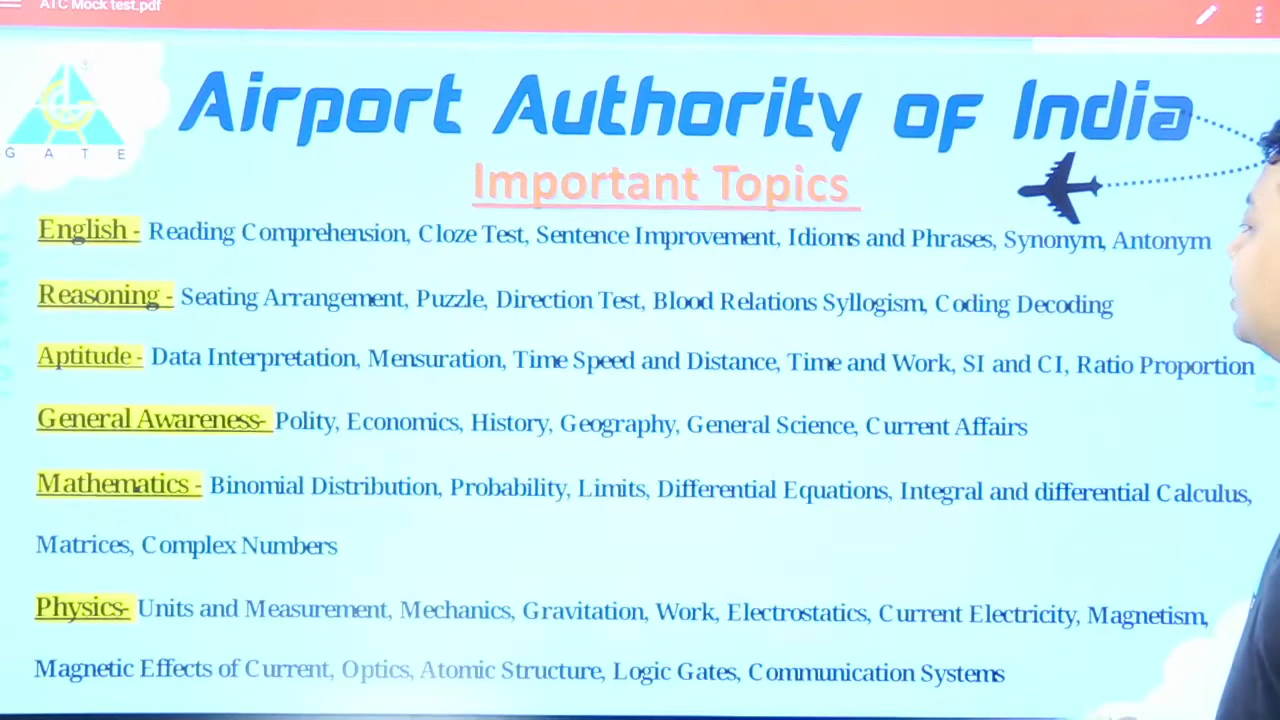 ATC Mock test.pdf
GATE
Airport Authority of India
Important Topics
English - Reading Comprehension, Cloze Test, Sentence Improvement, Idioms and Phrases, Synonym, Antonym
Reasoning - Seating Arrangement, Puzzle, Direction Test, Blood Relations Syllogism, Coding Decoding
Aptitude - Data Interpretation, Mensuration, Time Speed and Distance, Time and Work, SI and CI, Ratio Proportion
General Awareness- Polity, Economics, History, Geography, General Science, Current Affairs
Mathematics - Binomial Distribution, Probability, Limits, Differential Equations, Integral and differential Calculus,
Matrices, Complex Numbers
Physics- Units and Measurement, Mechanics, Gravitation, Work, Electrostatics, Current Electricity, Magnetism,
Magnetic Effects of Current, Optics, Atomic Structure, Logic Gates, Communication Systems